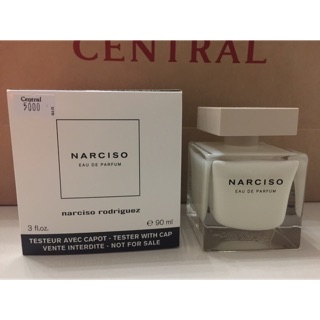 CENTRAL
Central
5000
NARCISO
EAU DE PARFUM
narciso rodriguez
3 fl.oz. ℮ 90 ml
TESTEUR AVEC CAPOT - TESTER WITH CAP
VENTE INTERDITE - NOT FOR SALE
NARCISO
EAU DE PARFUM